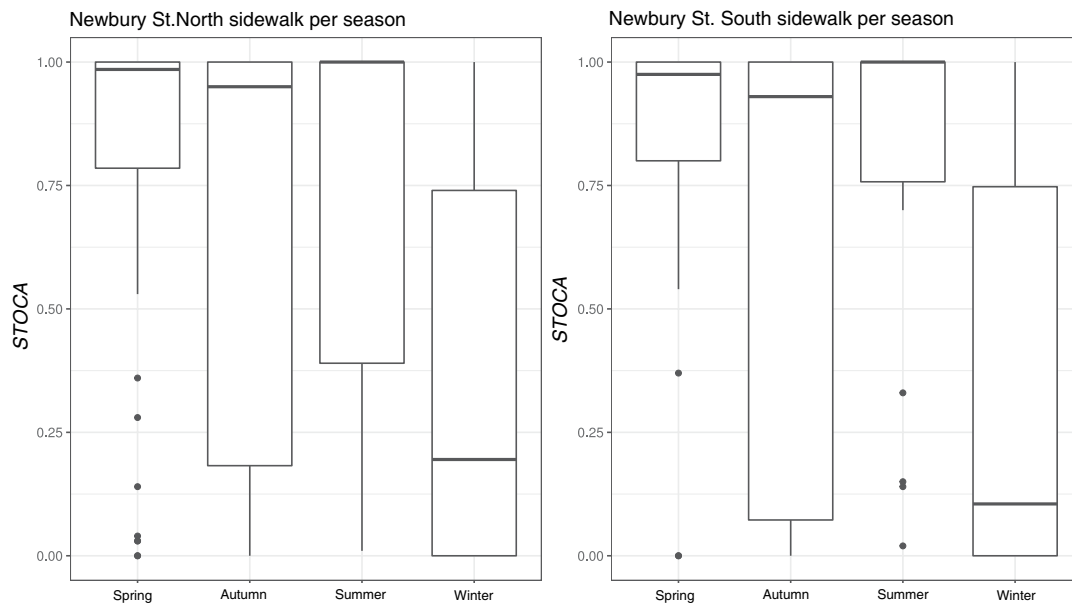 Newbury St.North sidewalk per season
STOCA
1.00
0.75
0.50
0.25
0.00
Spring
Autumn
Summer
Winter
Newbury St. South sidewalk per season
STOCA
1.00
0.75
0.50
0.25
0.00
Spring
Autumn
Summer
Winter